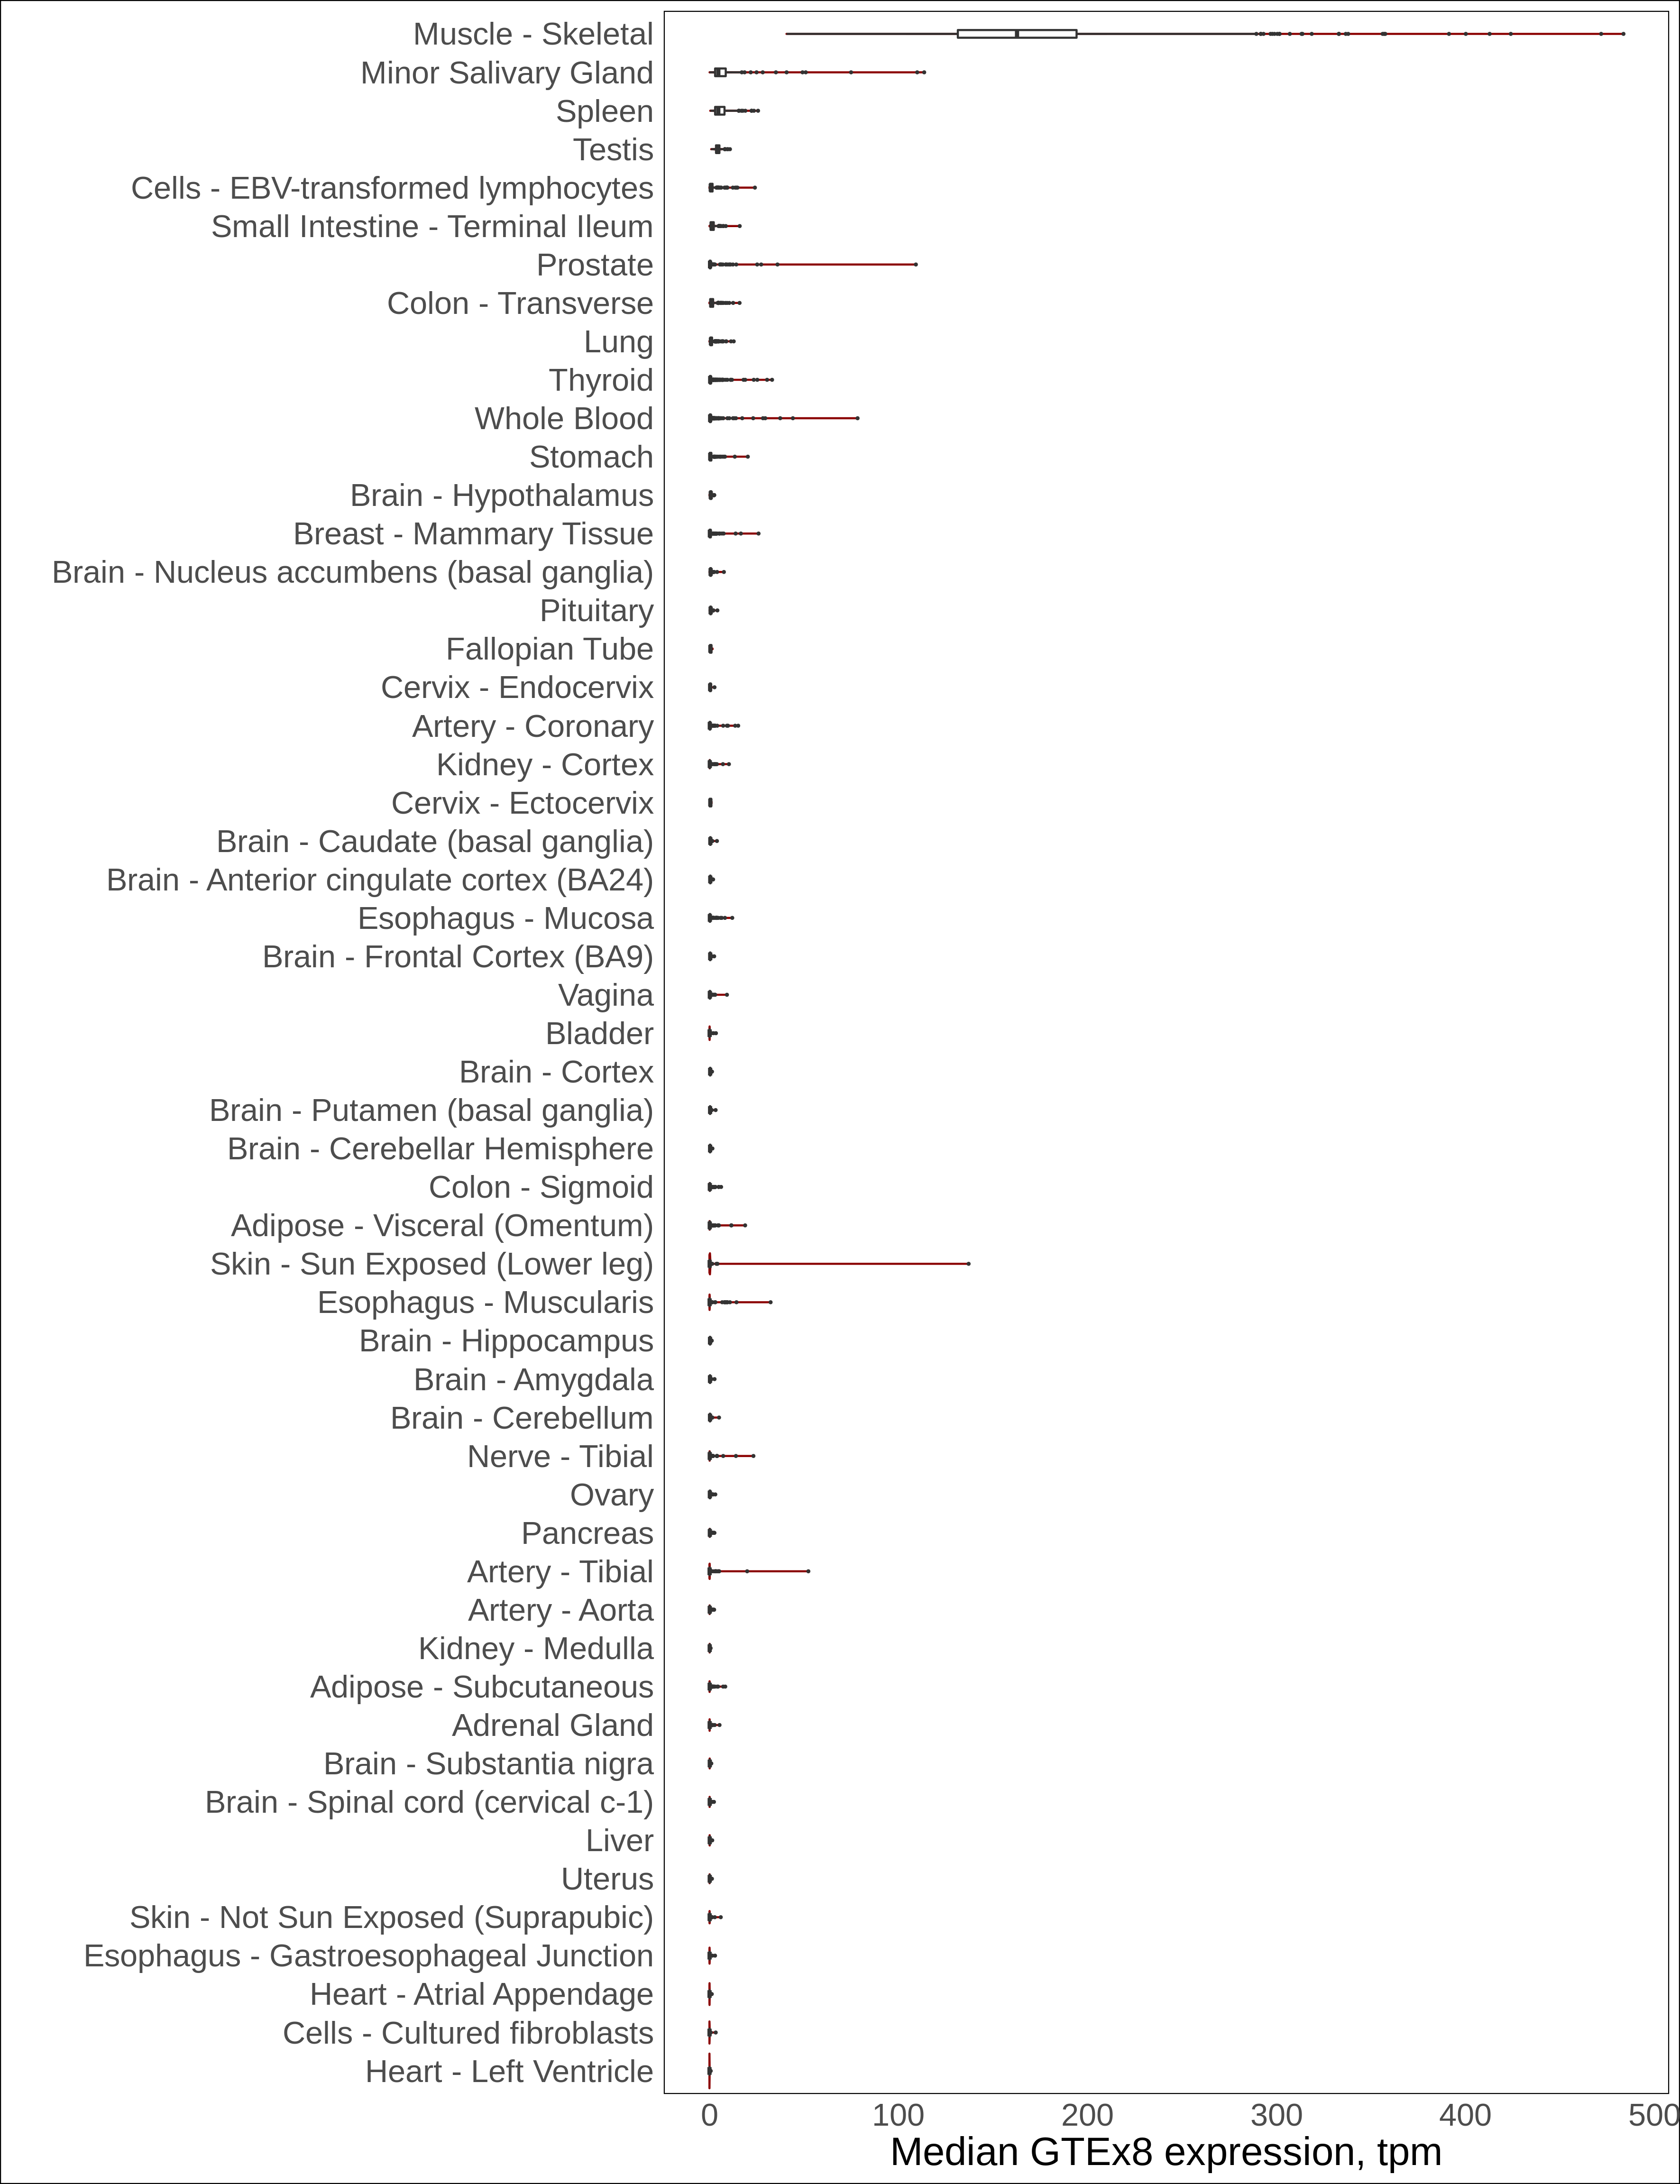 Muscle - Skeletal
Minor Salivary Gland
Spleen
Testis
Cells - EBV-transformed lymphocytes
Small Intestine - Terminal Ileum
Prostate
Colon - Transverse
Lung
Thyroid
Whole Blood
Stomach
Brain - Hypothalamus
Breast - Mammary Tissue
Brain - Nucleus accumbens (basal ganglia)
Pituitary
Fallopian Tube
Cervix - Endocervix
Artery - Coronary
Kidney - Cortex
Cervix - Ectocervix
Brain - Caudate (basal ganglia)
Brain - Anterior cingulate cortex (BA24)
Esophagus - Mucosa
Brain - Frontal Cortex (BA9)
Vagina
Bladder
Brain - Cortex
Brain - Putamen (basal ganglia)
Brain - Cerebellar Hemisphere
Colon - Sigmoid
Adipose - Visceral (Omentum)
Skin - Sun Exposed (Lower leg)
Esophagus - Muscularis
Brain - Hippocampus
Brain - Amygdala
Brain - Cerebellum
Nerve - Tibial
Ovary
Pancreas
Artery - Tibial
Artery - Aorta
Kidney - Medulla
Adipose - Subcutaneous
Adrenal Gland
Brain - Substantia nigra
Brain - Spinal cord (cervical c-1)
Liver
Uterus
Skin - Not Sun Exposed (Suprapubic)
Esophagus - Gastroesophageal Junction
Heart - Atrial Appendage
Cells - Cultured fibroblasts
Heart - Left Ventricle
0 100 200 300 400 500
Median GTEx8 expression, tpm